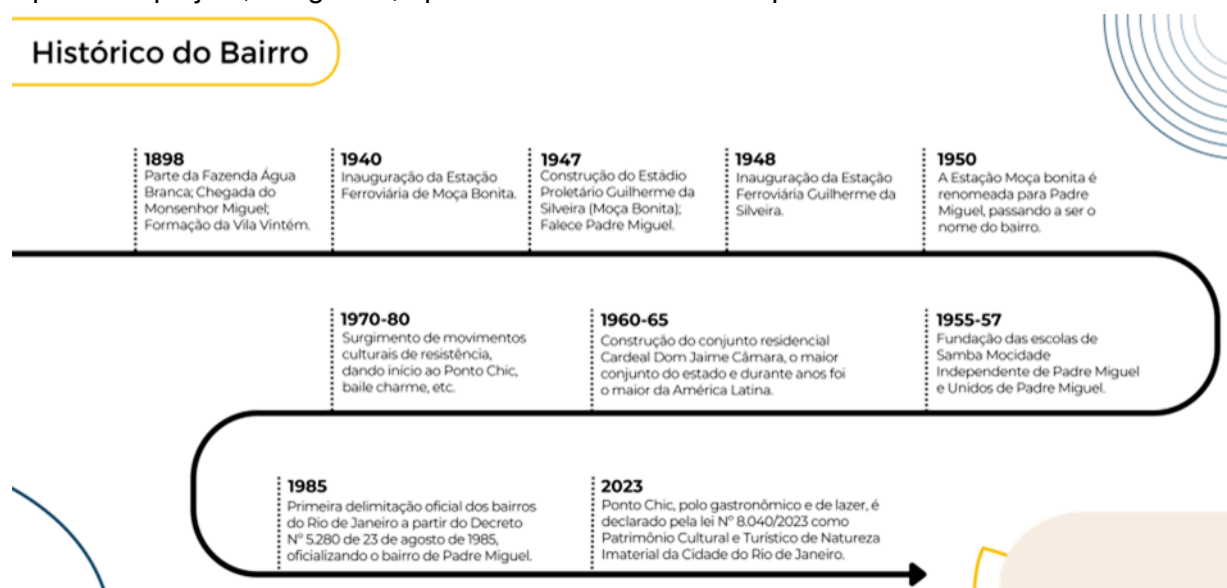 Histórico do Bairro
1898
Parte da Fazenda Água
Branca; Chegada do
Monsenhor Miguel;
Formação da Vila Vintém.
1940
Inauguração da Estação
Ferroviária de Moça Bonita.
1947
Construção do Estádio
Proletário Guilherme da
Silveira (Moça Bonita);
Falece Padre Miguel.
1948
Inauguração da Estação
Ferroviária Guilherme da
Silveira.
1950
A Estação Moça bonita é
renomeada para Padre
Miguel, passando a ser o
nome do bairro.
1955-57
Fundação das escolas de
Samba Mocidade
Independente de Padre Miguel
e Unidos de Padre Miguel.
1960-65
Construção do conjunto residencial
Cardeal Dom Jaime Câmara, o maior
conjunto do estado e durante anos foi
o maior da América Latina.
1970-80
Surgimento de movimentos
culturais de resistência,
dando início ao Ponto Chic,
baile charme, etc.
1985
Primeira delimitação oficial dos bairros
do Rio de Janeiro a partir do Decreto
Nº 5.280 de 23 de agosto de 1985,
oficializando o bairro de Padre Miguel.
2023
Ponto Chic, polo gastronômico e de lazer, é
declarado pela lei Nº 8.040/2023 como
Patrimônio Cultural e Turístico de Natureza
Imaterial da Cidade do Rio de Janeiro.